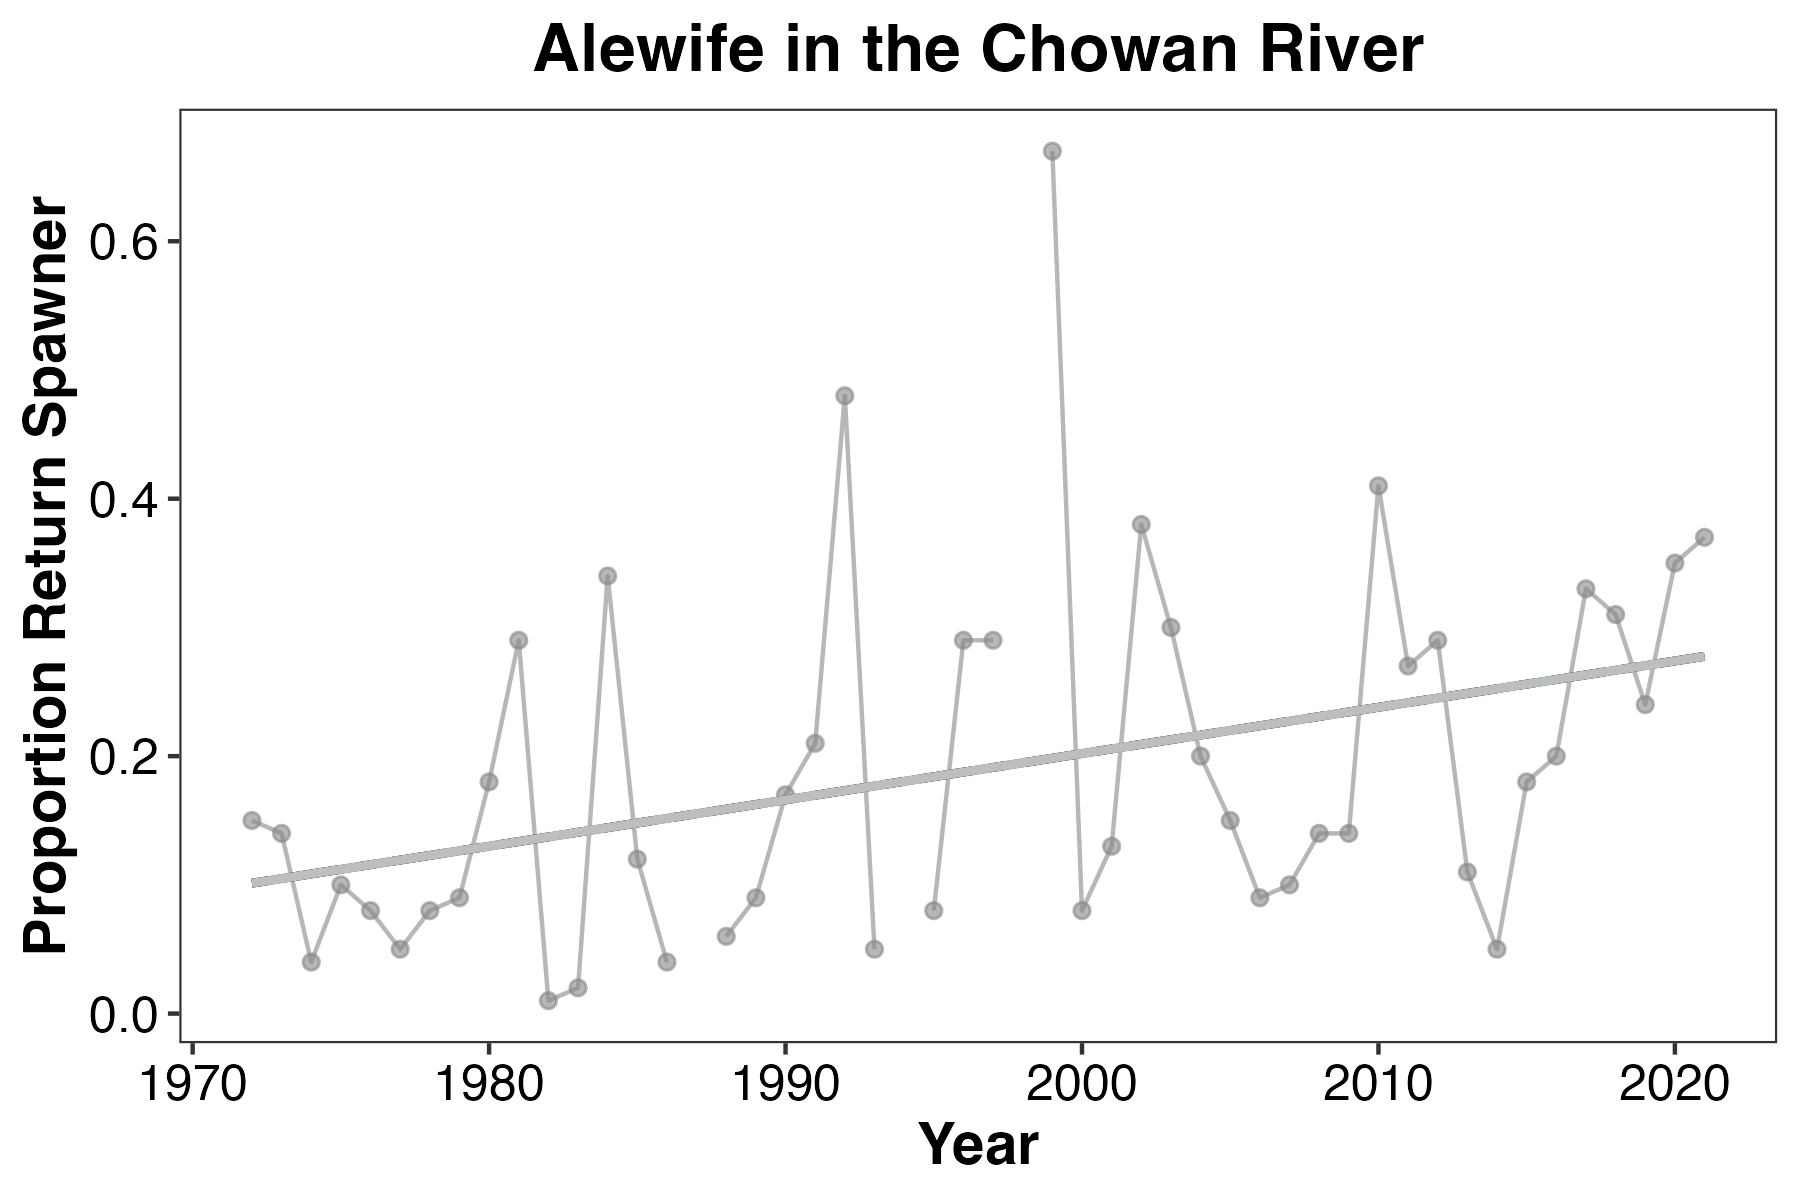 Alewife in the Chowan River
Proportion Return Spawner
0.6
0.4
0.2
0.0
1970 1980 1990 2000 2010 2020
Year